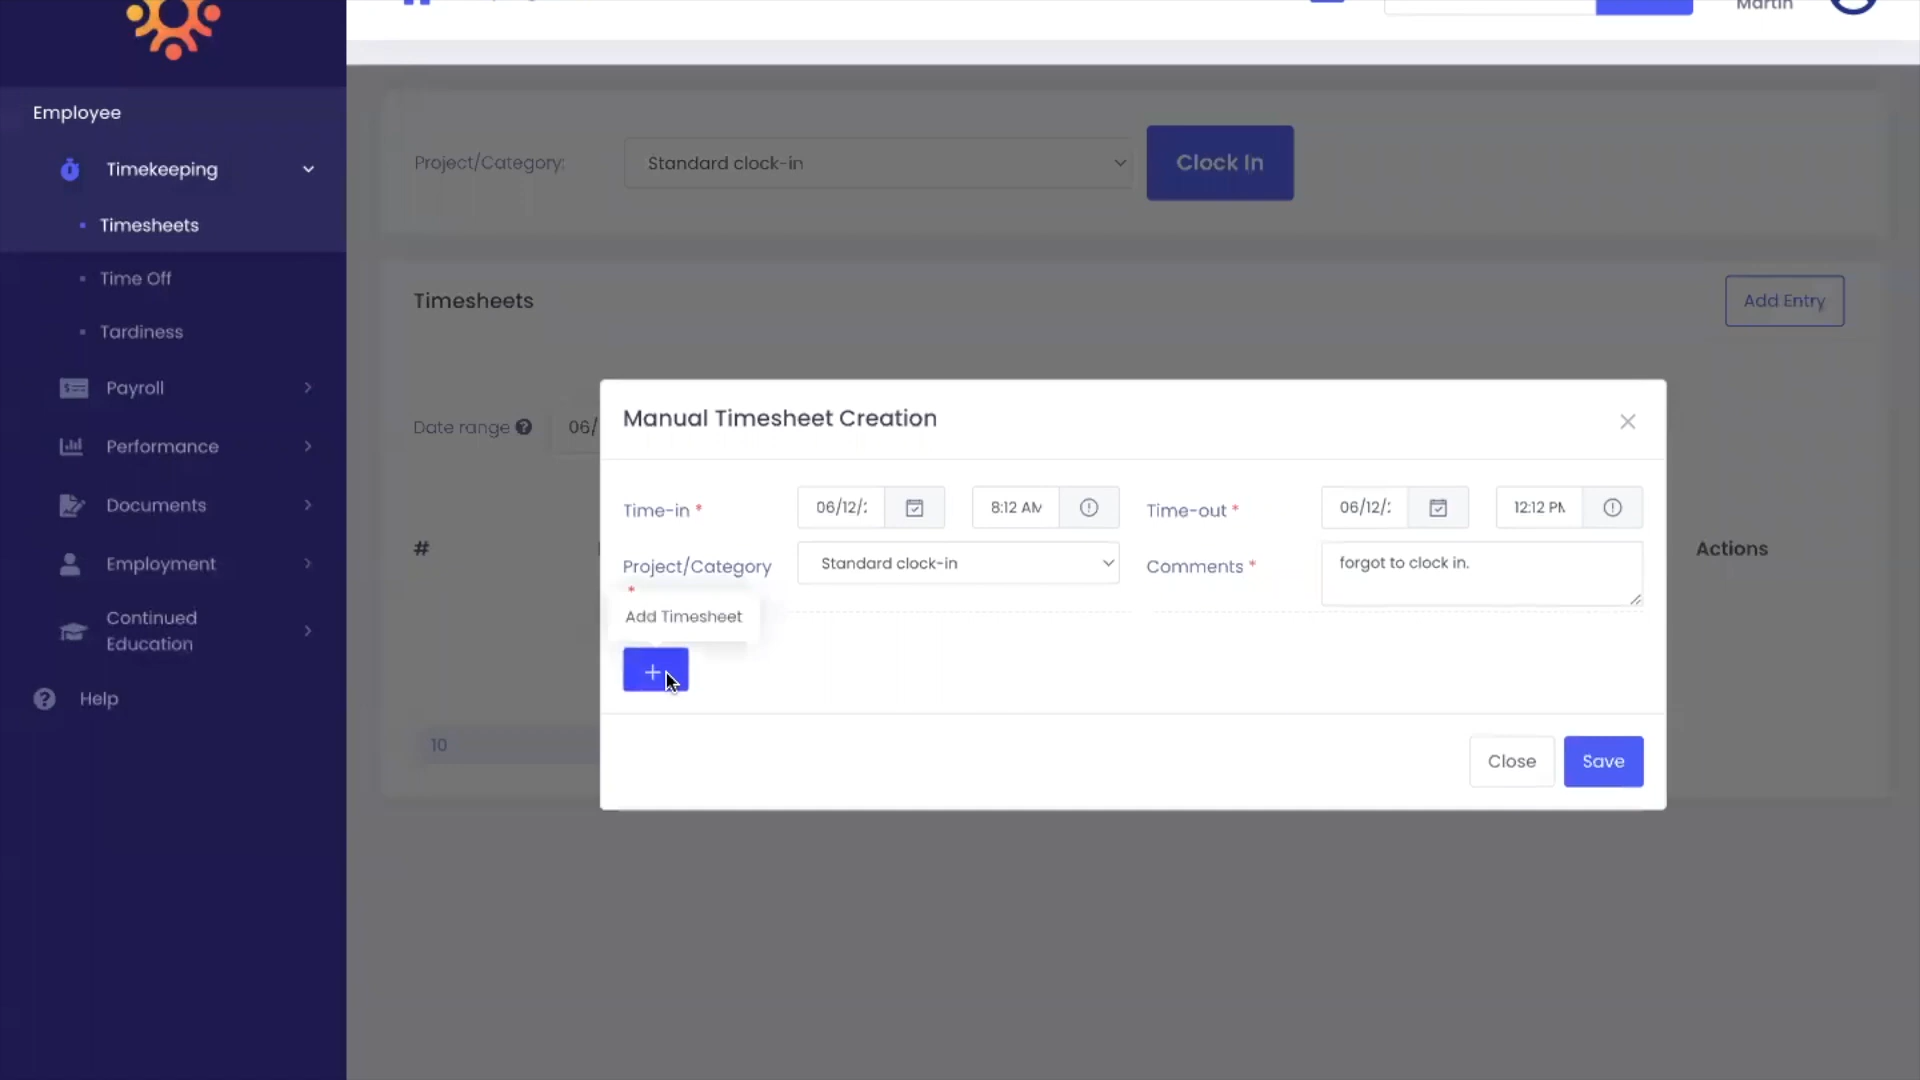 Martin
Employee
Timekeeping
Timesheets
Time Off
Tardiness
Payroll
Performance
Documents
Employment
Continued
Education
Help
Project/Category:
Standard clock-in
Clock In
Timesheets
Add Entry
Date range
06/
#
Actions
10
Manual Timesheet Creation
Time-in *
06/12/
8:12 AM
Time-out *
06/12/
12:12 PM
Project/Category
*
Standard clock-in
Comments *
forgot to clock in.
Add Timesheet
+
Close
Save